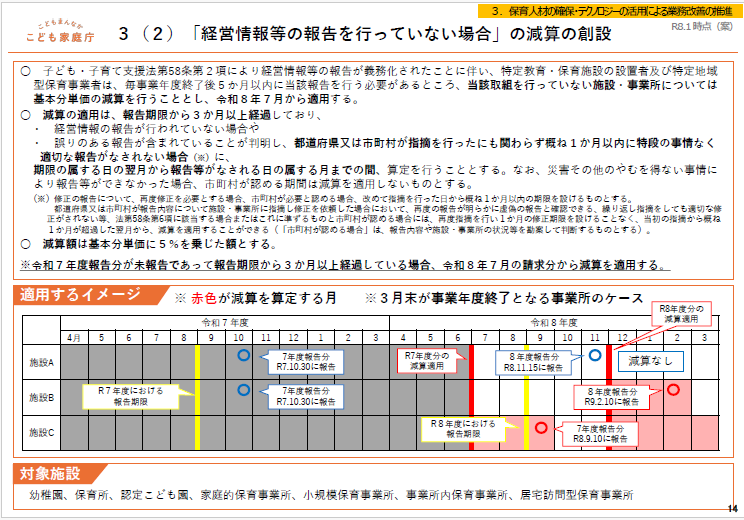 ３．保育人材の確保・テクノロジーの活用による業務改善の推進
こどもまんなか
こども家庭庁
３（２）「経営情報等の報告を行っていない場合」の減算の創設
R8.1時点（案）
○　子ども・子育て支援法第58条第２項により経営情報等の報告が義務化されたことに伴い、特定教育・保育施設の設置者及び特定地域
型保育事業者は、毎事業年度終了後５か月以内に当該報告を行う必要があるところ、当該取組を行っていない施設・事業所については
基本分単価の減算を行うこととし、令和８年７月から適用する。
○　減算の適用は、報告期限から３か月以上経過しており、
・　経営情報の報告が行われていない場合や
・　誤りのある報告が含まれていることが判明し、都道府県又は市町村が指摘を行ったにも関わらず概ね１か月以内に特段の事情なく
適切な報告がなされない場合（※）に、
期限の属する日の翌月から報告等がなされる日の属する月までの間、算定を行うこととする。なお、災害その他のやむを得ない事情に
より報告等ができなかった場合、市町村が認める期間は減算を適用しないものとする。
（※）修正の報告について、再度修正を必要とする場合、市町村が必要と認める場合、改めて指摘を行った日から概ね１か月以内の期限を設けるものとする。
都道府県又は市町村が報告内容について施設・事業所に指摘し修正を依頼した場合において、再度の報告が明らかに虚偽の報告と確認できる、繰り返し指摘をしても適切な修
正がされない等、法第58条第6項に該当する場合またはこれに準ずるものと市町村が認める場合には、再度指摘を行い１か月の修正期限を設けることなく、当初の指摘から概ね
１か月が経過した翌月から、減算を適用することができる（「市町村が認める場合」は、報告内容や施設・事業所の状況等を勘案して判断するものとする）。
○　減算額は基本分単価に５％を乗じた額とする。
※令和７年度報告分が未報告であって報告期限から３か月以上経過している場合、令和８年７月の請求分から減算を適用する。
適用するイメージ
※ 赤色が減算を算定する月　　※３月末が事業年度終了となる事業所のケース
R8年度分の
減算適用
令和７年度　令和８年度
4月 5 6 7 8 9 10 11 12 1 2 3 4 5 6 7 8 9 10 11 12 1 2 3
施設A
7年度報告分
R7.10.30に報告
R7年度分の
減算適用
８年度報告分
R8.11.15に報告
減算なし
施設B
R７年度における
報告期限
7年度報告分
R7.10.30に報告
８年度報告分
R9.2.10に報告
施設C
R８年度における
報告期限
7年度報告分
R8.9.10に報告
対象施設
幼稚園、保育所、認定こども園、家庭的保育事業所、小規模保育事業所、事業所内保育事業所、居宅訪問型保育事業所
14